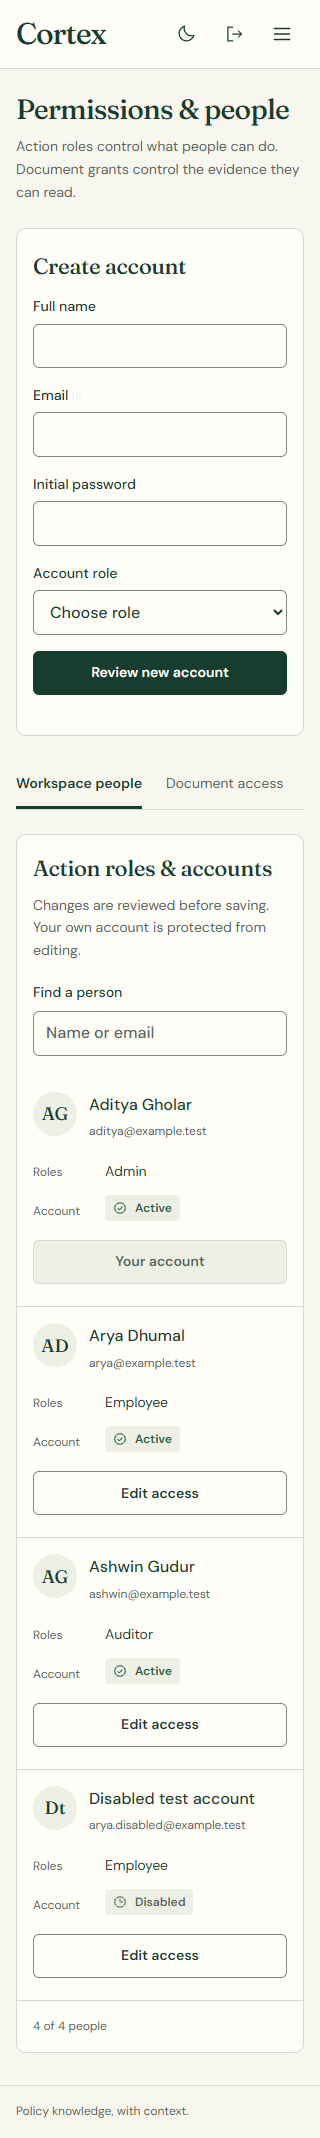 Cortex
Permissions & people
Action roles control what people can do.
Document grants control the evidence they
can read.
Create account
Full name
Email
Initial password
Account role
Choose role
Review new account
Workspace people
Document access
Action roles & accounts
Changes are reviewed before saving.
Your own account is protected from
editing.
Find a person
Name or email
AG
Aditya Gholar
aditya@example.test
Roles
Admin
Account
Active
Your account
AD
Arya Dhumal
arya@example.test
Roles
Employee
Account
Active
Edit access
AG
Ashwin Gudur
ashwin@example.test
Roles
Auditor
Account
Active
Edit access
Dt
Disabled test account
arya.disabled@example.test
Roles
Employee
Account
Disabled
Edit access
4 of 4 people
Policy knowledge, with context.